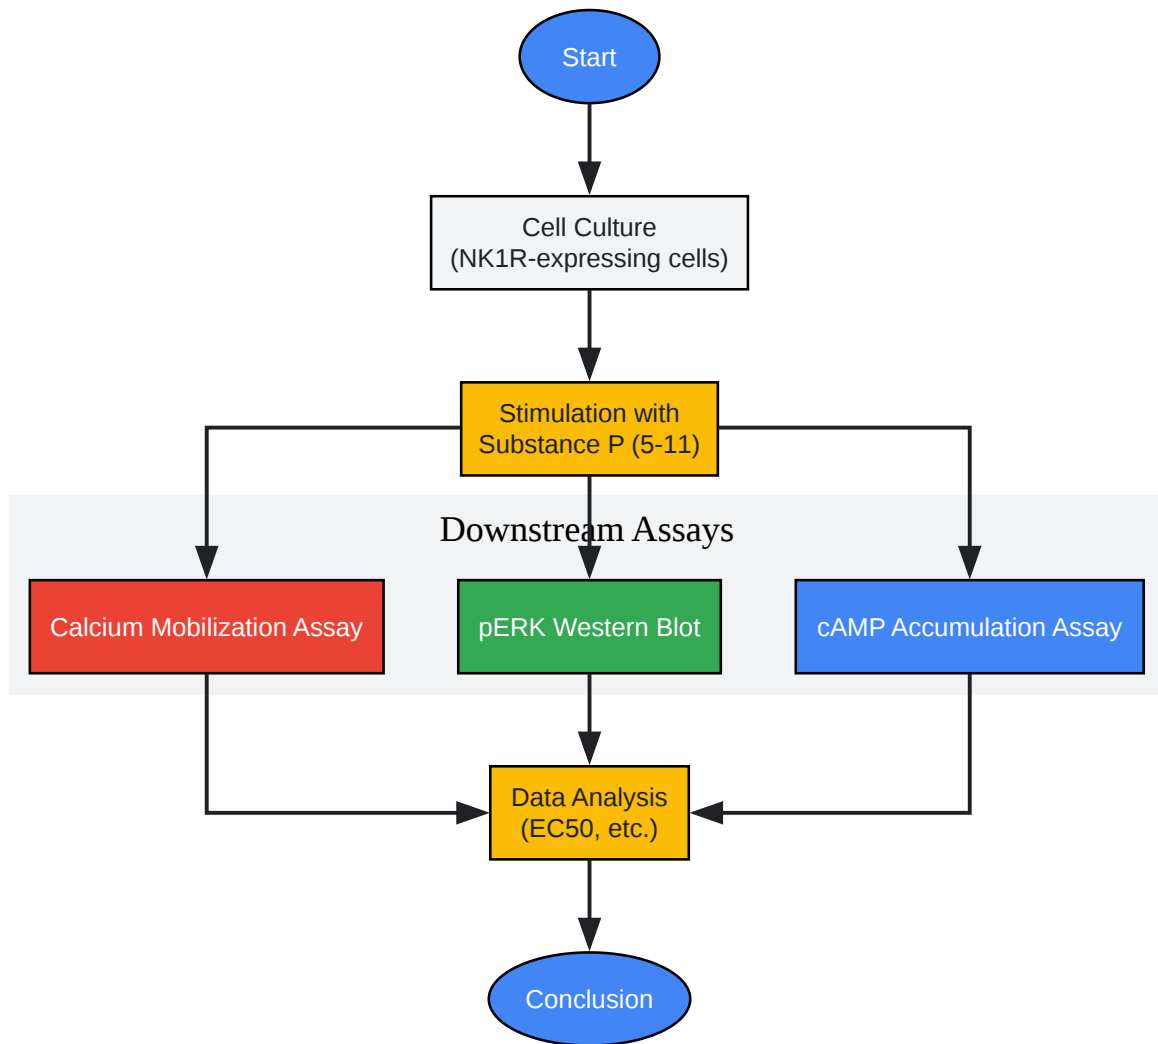 Start
Cell Culture
(NK1R-expressing cells)
Stimulation with
Substance P (5-11)
Downstream Assays
Calcium Mobilization Assay
pERK Western Blot
cAMP Accumulation Assay
Data Analysis
(EC50, etc.)
Conclusion